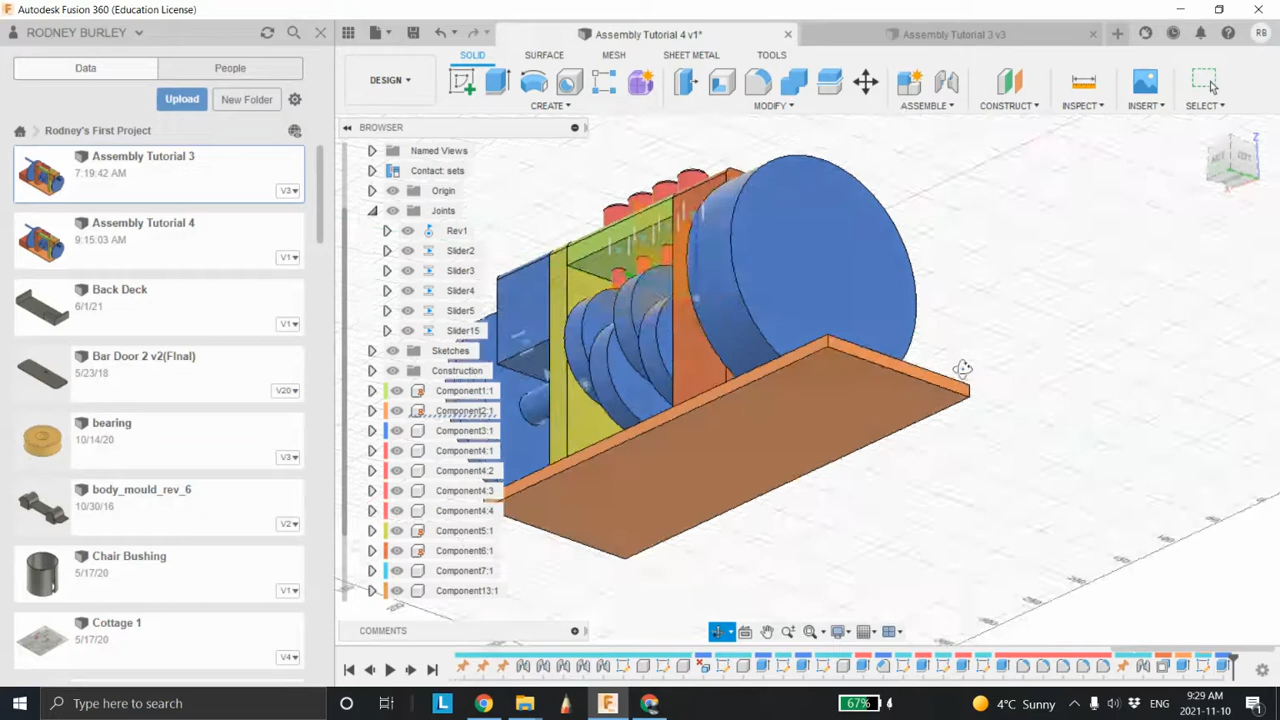 Autodesk Fusion 360 (Education License)
RODNEY BURLEY
Assembly Tutorial 4 v1*
Assembly Tutorial 3 v3
RB
Data
People
SOLID
SURFACE
MESH
SHEET METAL
TOOLS
DESIGN
Upload
New Folder
CREATE
MODIFY
ASSEMBLE
CONSTRUCT
INSPECT
INSERT
SELECT
Rodney's First Project
BROWSER
Assembly Tutorial 3
7:19:42 AM
V3
Assembly Tutorial 4
9:15:03 AM
V1
Back Deck
6/1/21
V1
Bar Door 2 v2(FInal)
5/23/18
V20
bearing
10/14/20
V3
body_mould_rev_6
10/30/16
V2
Chair Bushing
5/17/20
V1
Cottage 1
5/17/20
V4
Named Views
Contact: sets
Origin
Joints
Rev1
Slider2
Slider3
Slider4
Slider5
Slider15
Sketches
Construction
Component1:1
Component2:1
Component3:1
Component4:1
Component4:2
Component4:3
Component4:4
Component5:1
Component6:1
Component7:1
Component13:1
Z
COMMENTS
Type here to search
67%
4°C Sunny
ENG
9:29 AM
2021-11-10